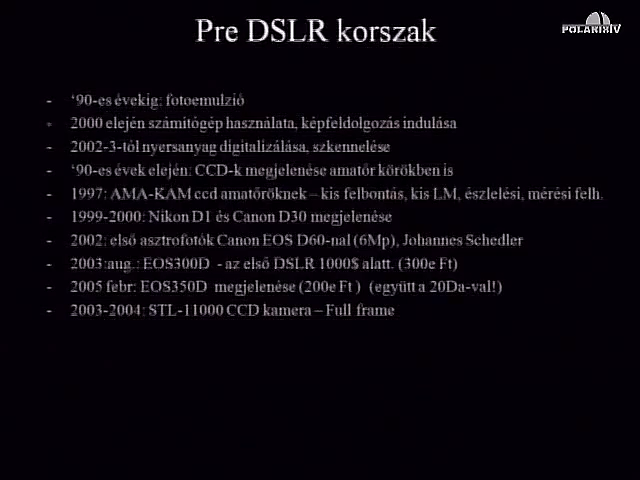 Pre DSLR korszak
POLARIXIV
- ‘90-es évekig: fotoemulzió
- 2000 elején számítógép használata, képfeldolgozás indulása
- 2002-3-tól nyersanyag digitalizálása, szkennelése
- ‘90-es évek elején: CCD-k megjelenése amatőr körökben is
- 1997: AMA-KAM ccd amatőröknek – kis felbontás, kis LM, észlelési, mérési felh.
- 1999-2000: Nikon D1 és Canon D30 megjelenése
- 2002: első asztrofotók Canon EOS D60-nal (6Mp), Johannes Schedler
- 2003:aug.: EOS300D - az első DSLR 1000$ alatt. (300e Ft)
- 2005 febr: EOS350D megjelenése (200e Ft ) (együtt a 20Da-val!)
- 2003-2004: STL-11000 CCD kamera – Full frame